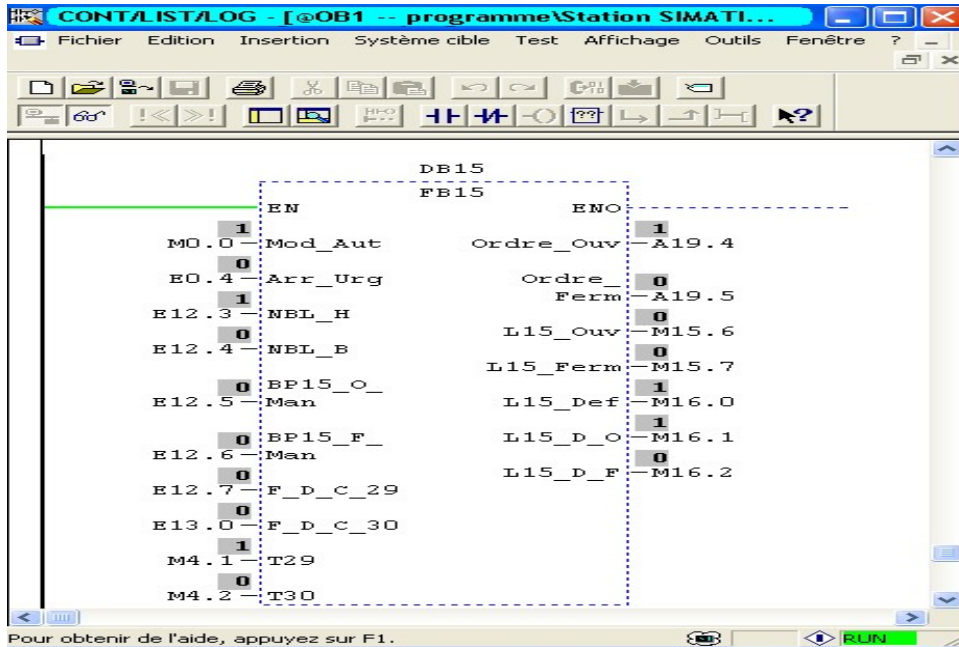 CONT/LIST/LOG - [@OB1 -- programme\Station SIMATI...
Fichier Edition Insertion Système cible Test Affichage Outils Fenêtre ?
DB15
FB15
EN ENO
1 1
M0.0 Mod_Aut Ordre_Ouv A19.4
0
E0.4 Arr_Urg Ordre_ 0
Ferm A19.5
1
E12.3 NBL_H
0 0
L15_Ouv M15.6
E12.4 NBL_B
0
L15_Ferm M15.7
0 BP15_O_ 1
E12.5 Man L15_Def M16.0
1
0 BP15_F_ L15_D_O M16.1
E12.6 Man 0
0 L15_D_F M16.2
E12.7 F_D_C_29
0
E13.0 F_D_C_30
1
M4.1 T29
0
M4.2 T30
Pour obtenir de l'aide, appuyez sur F1. RUN